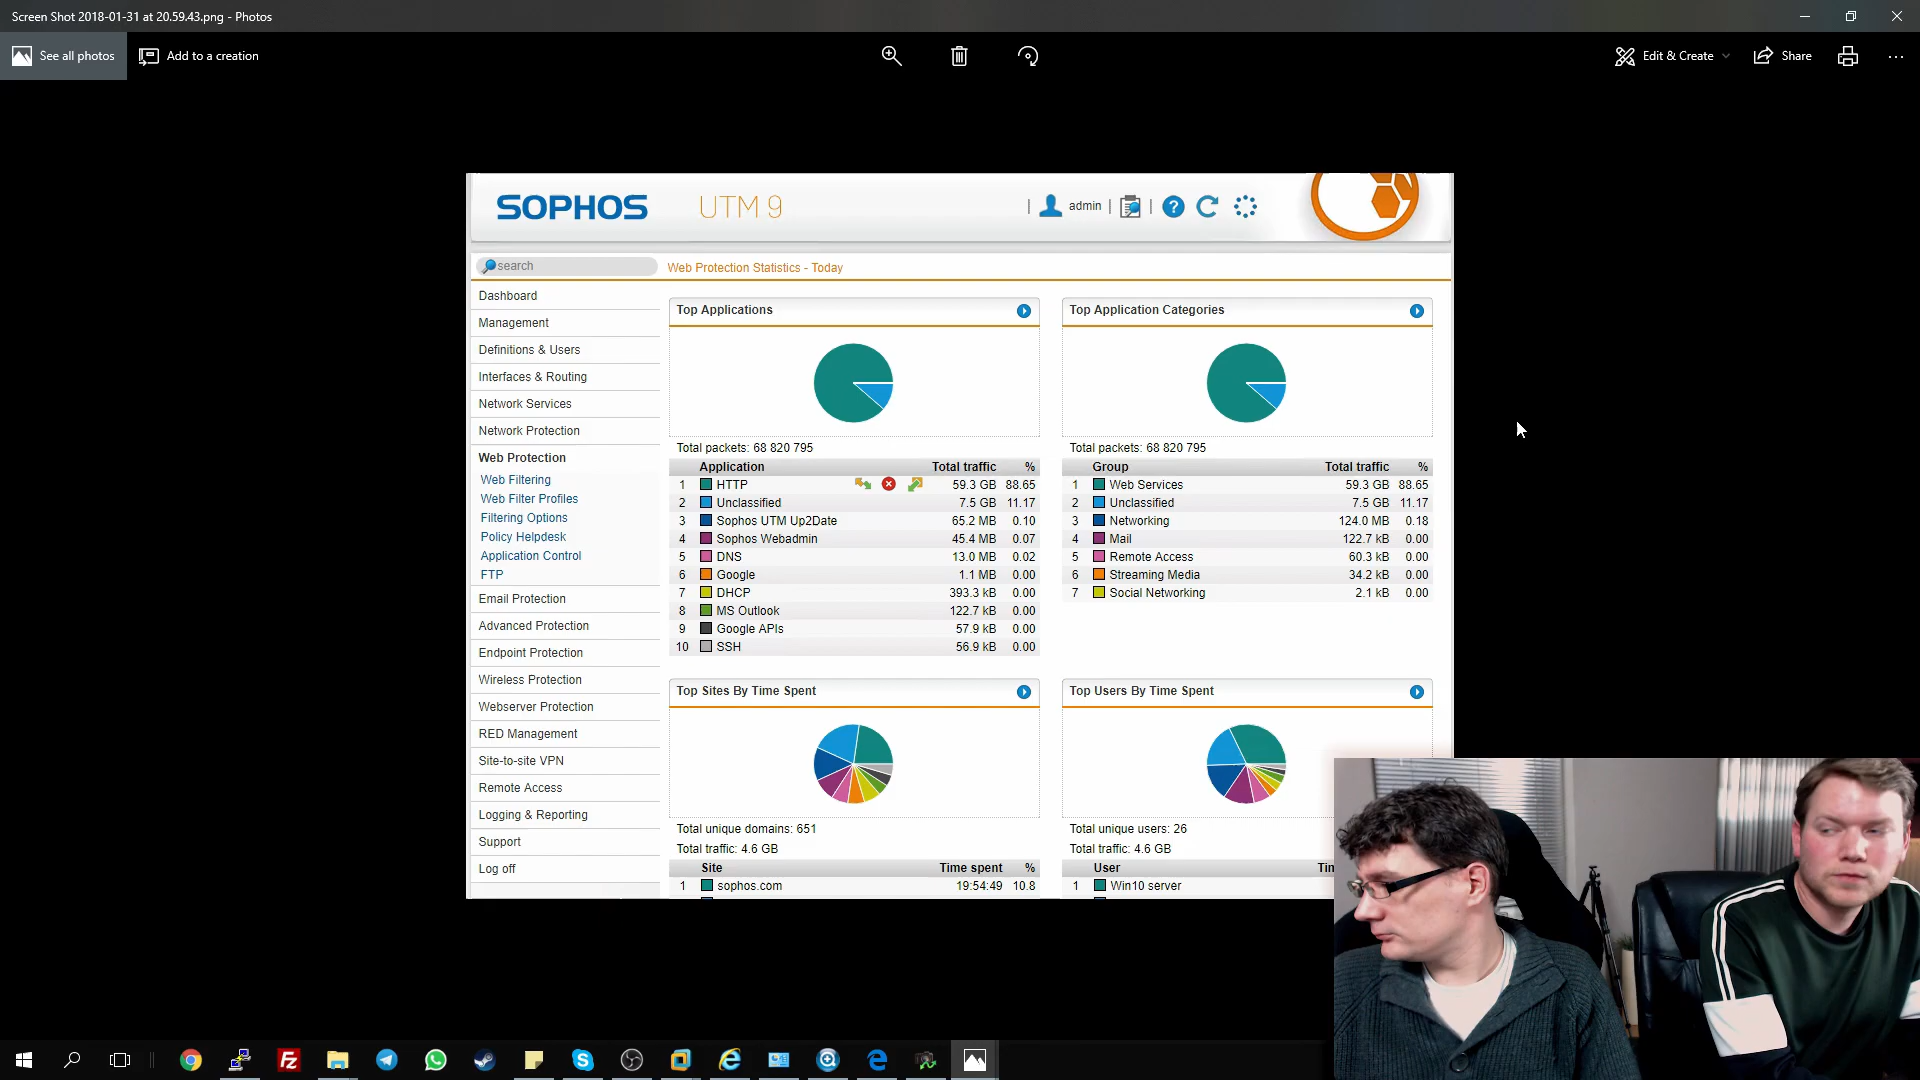 Screen Shot 2018-01-31 at 20.59.43.png - Photos
See all photos
Add to a creation
Edit & Create
Share
SOPHOS UTM 9
| admin | |
search
Web Protection Statistics - Today
Dashboard
Management
Definitions & Users
Interfaces & Routing
Network Services
Network Protection
Web Protection
Web Filtering
Web Filter Profiles
Filtering Options
Policy Helpdesk
Application Control
FTP
Email Protection
Advanced Protection
Endpoint Protection
Wireless Protection
Webserver Protection
RED Management
Site-to-site VPN
Remote Access
Logging & Reporting
Support
Log off
Top Applications
Total packets: 68 820 795
Application Total traffic %
1 HTTP 59.3 GB 88.65
2 Unclassified 7.5 GB 11.17
3 Sophos UTM Up2Date 65.2 MB 0.10
4 Sophos Webadmin 45.4 MB 0.07
5 DNS 13.0 MB 0.02
6 Google 1.1 MB 0.00
7 DHCP 393.3 kB 0.00
8 MS Outlook 122.7 kB 0.00
9 Google APIs 57.9 kB 0.00
10 SSH 56.9 kB 0.00
Top Application Categories
Total packets: 68 820 795
Group Total traffic %
1 Web Services 59.3 GB 88.65
2 Unclassified 7.5 GB 11.17
3 Networking 124.0 MB 0.18
4 Mail 122.7 kB 0.00
5 Remote Access 60.3 kB 0.00
6 Streaming Media 34.2 kB 0.00
7 Social Networking 2.1 kB 0.00
Top Sites By Time Spent
Total unique domains: 651
Total traffic: 4.6 GB
Site Time spent %
1 sophos.com 19:54:49 10.8
Top Users By Time Spent
Total unique users: 26
Total traffic: 4.6 GB
User
1 Win10 server